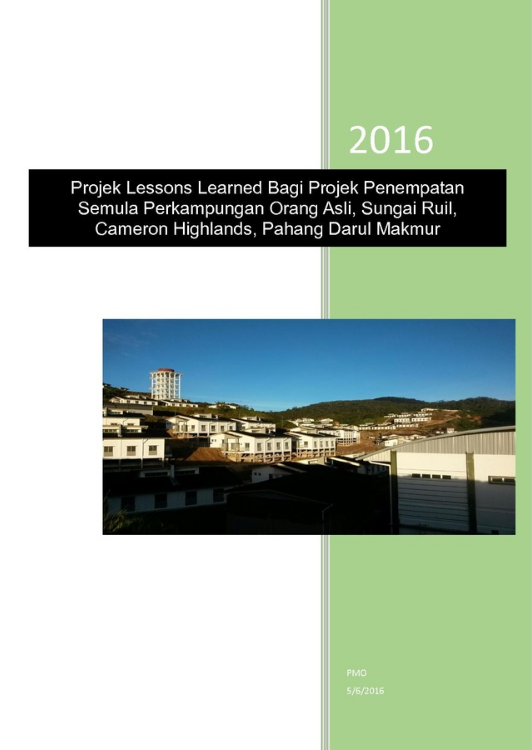 2016
Projek Lessons Learned Bagi Projek Penempatan
Semula Perkampungan Orang Asli, Sungai Ruil,
Cameron Highlands, Pahang Darul Makmur
PMO
5/6/2016